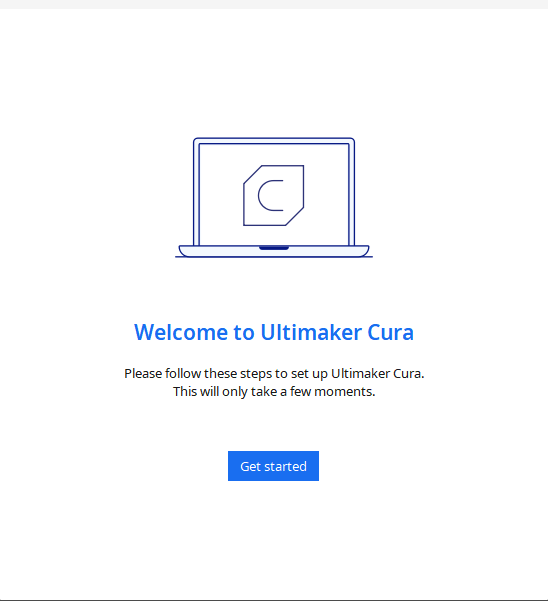 Welcome to Ultimaker Cura
Please follow these steps to set up Ultimaker Cura.
This will only take a few moments.
Get started